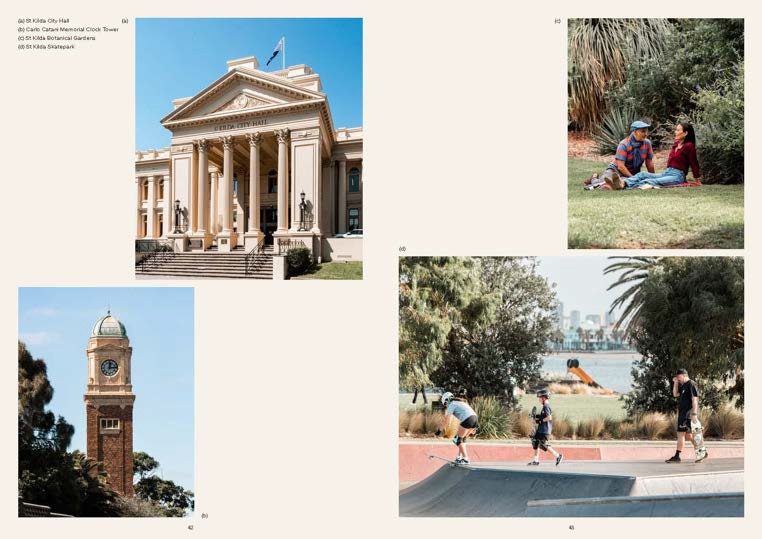 (a) St Kilda City Hall
(b) Carlo Catani Memorial Clock Tower
(c) St Kilda Botanical Gardens
(d) St Kilda Skatepark
(a)
ST KILDA CITY HALL
(b)
42
(c)
(d)
43